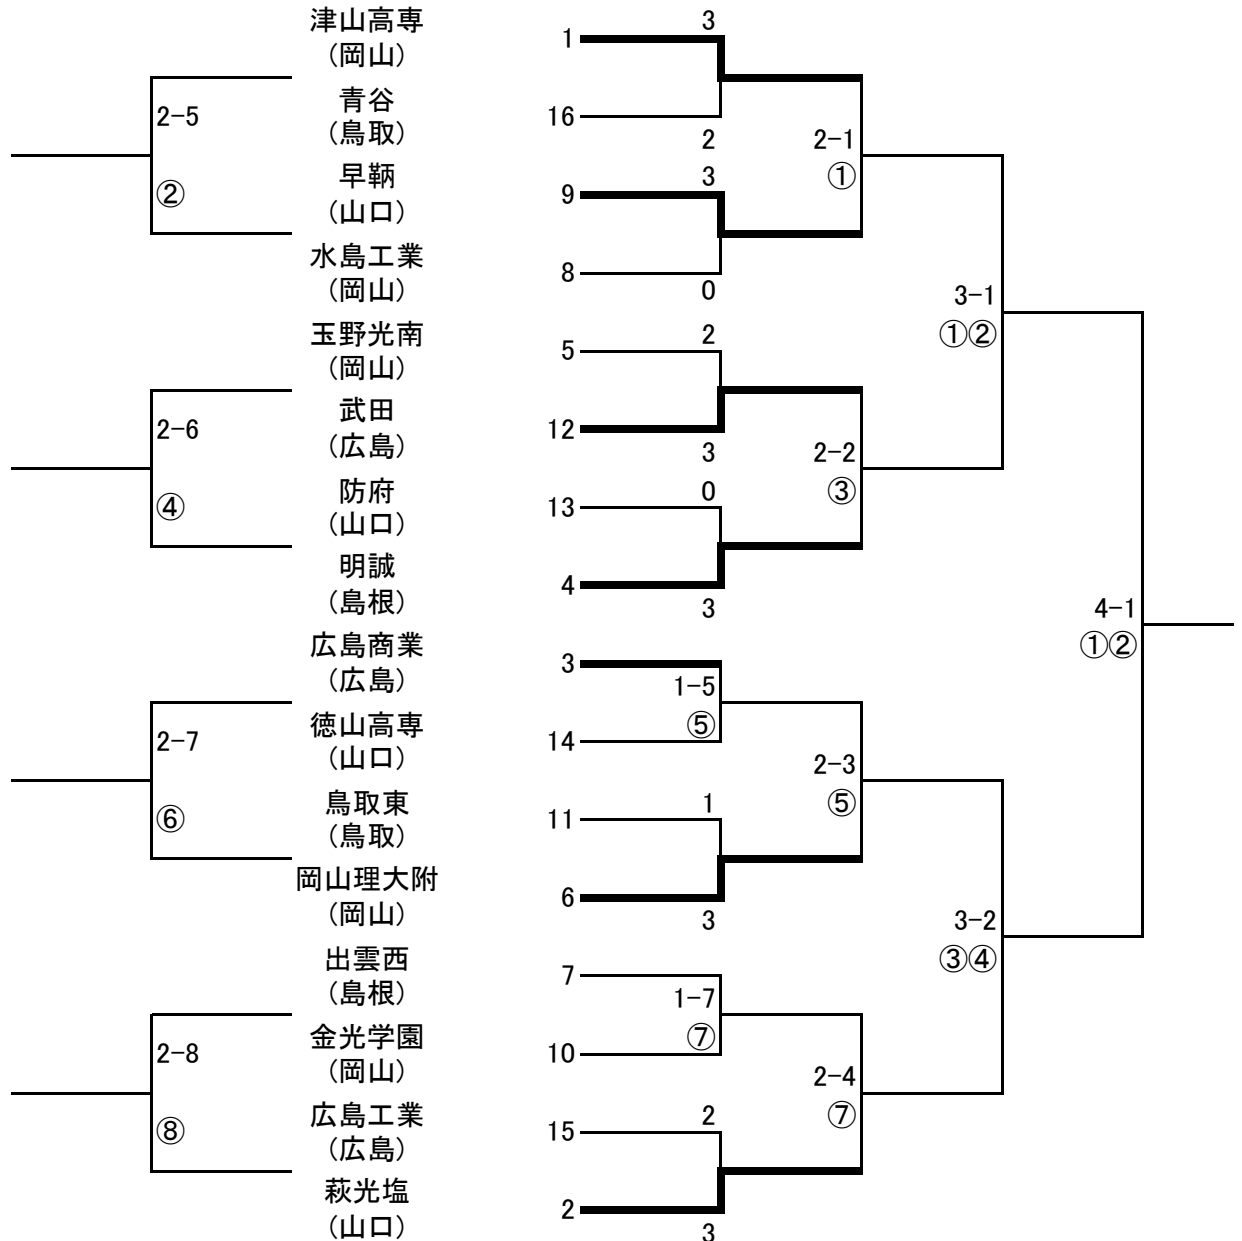 津山高専
(岡山)
青谷
(鳥取)
早鞆
(山口)
水島工業
(岡山)
玉野光南
(岡山)
武田
(広島)
防府
(山口)
明誠
(島根)
広島商業
(広島)
徳山高専
(山口)
鳥取東
(鳥取)
岡山理大附
(岡山)
出雲西
(島根)
金光学園
(岡山)
広島工業
(広島)
萩光塩
(山口)
2-5
②
2-6
④
2-7
⑥
2-8
⑧
1
16
9
8
5
12
13
4
3
14
11
6
7
10
15
2
3
2
3
0
2
3
0
3
1-5
⑤
1
3
1-7
⑦
2
3
2-1
①
2-2
③
2-3
⑤
2-4
⑦
3-1
①②
3-2
③④
4-1
①②